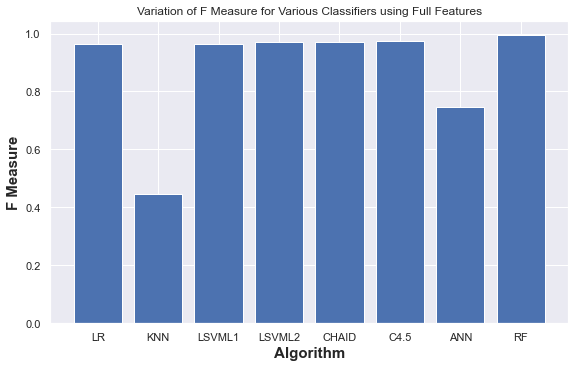 Variation of F Measure for Various Classifiers using Full Features
F Measure
1.0
0.8
0.6
0.4
0.2
0.0
LR KNN LSVML1 LSVML2 CHAID C4.5 ANN RF
Algorithm